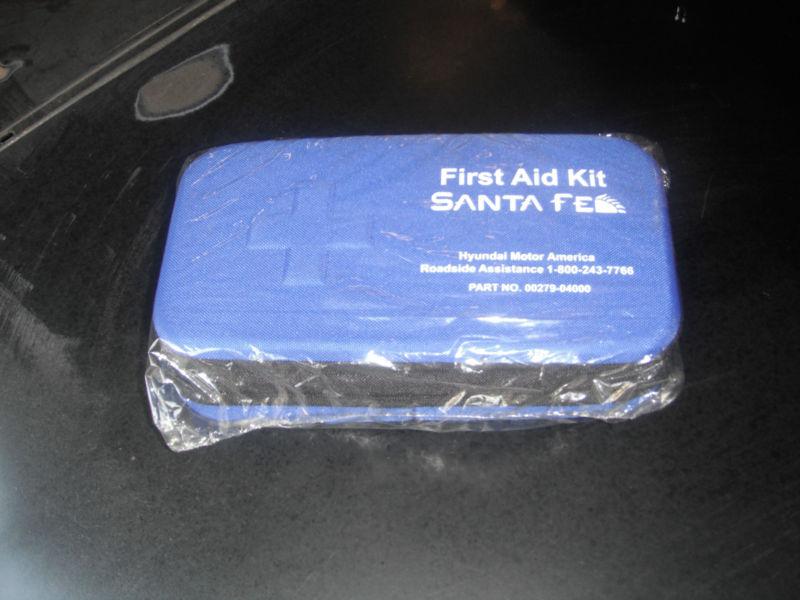 First Aid Kit
SANTA FE
Hyundai Motor America
Roadside Assistance 1-800-243-7766
PART NO. 00279-04000